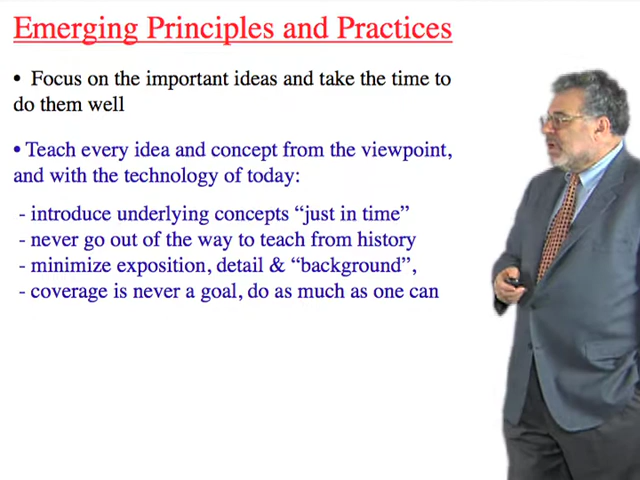 Emerging Principles and Practices
• Focus on the important ideas and take the time to
do them well
• Teach every idea and concept from the viewpoint,
and with the technology of today:
- introduce underlying concepts “just in time”
- never go out of the way to teach from history
- minimize exposition, detail & “background”,
- coverage is never a goal, do as much as one can